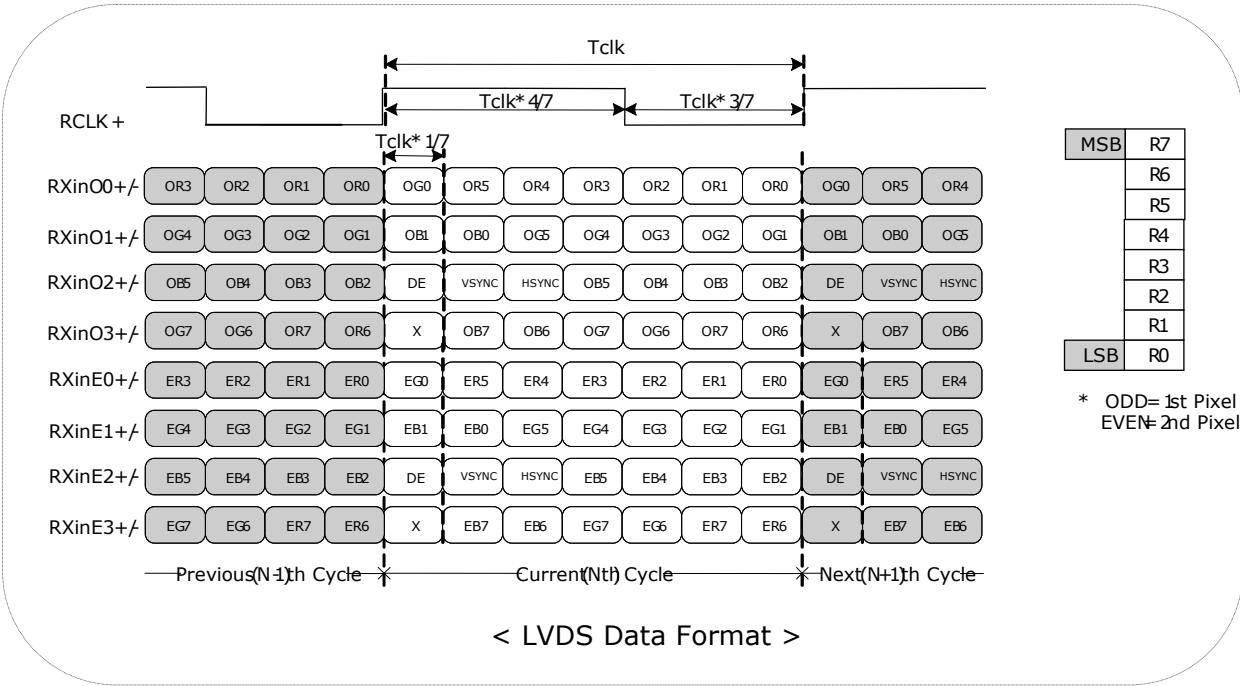 Tclk
Tclk* 4/7 Tclk* 3/7
RCLK +
Tclk* 1/7
MSB R7
R6
R5
R4
R3
R2
R1
LSB R0
* ODD= 1st Pixel
EVEN= 2nd Pixel
RXinO0+/- OR3 OR2 OR1 OR0 OG0 OR5 OR4 OR3 OR2 OR1 OR0 OG0 OR5 OR4
RXinO1+/- OG4 OG3 OG2 OG1 OB1 OB0 OG5 OG4 OG3 OG2 OG1 OB1 OB0 OG5
RXinO2+/- OB5 OB4 OB3 OB2 DE VSYNC HSYNC OB5 OB4 OB3 OB2 DE VSYNC HSYNC
RXinO3+/- OG7 OG6 OR7 OR6 X OB7 OB6 OG7 OG6 OR7 OR6 X OB7 OB6
RXinE0+/- ER3 ER2 ER1 ER0 EG0 ER5 ER4 ER3 ER2 ER1 ER0 EG0 ER5 ER4
RXinE1+/- EG4 EG3 EG2 EG1 EB1 EB0 EG5 EG4 EG3 EG2 EG1 EB1 EB0 EG5
RXinE2+/- EB5 EB4 EB3 EB2 DE VSYNC HSYNC EB5 EB4 EB3 EB2 DE VSYNC HSYNC
RXinE3+/- EG7 EG6 ER7 ER6 X EB7 EB6 EG7 EG6 ER7 ER6 X EB7 EB6
Previous(N-1)th Cycle Current(Nth) Cycle Next(N+1)th Cycle
< LVDS Data Format >